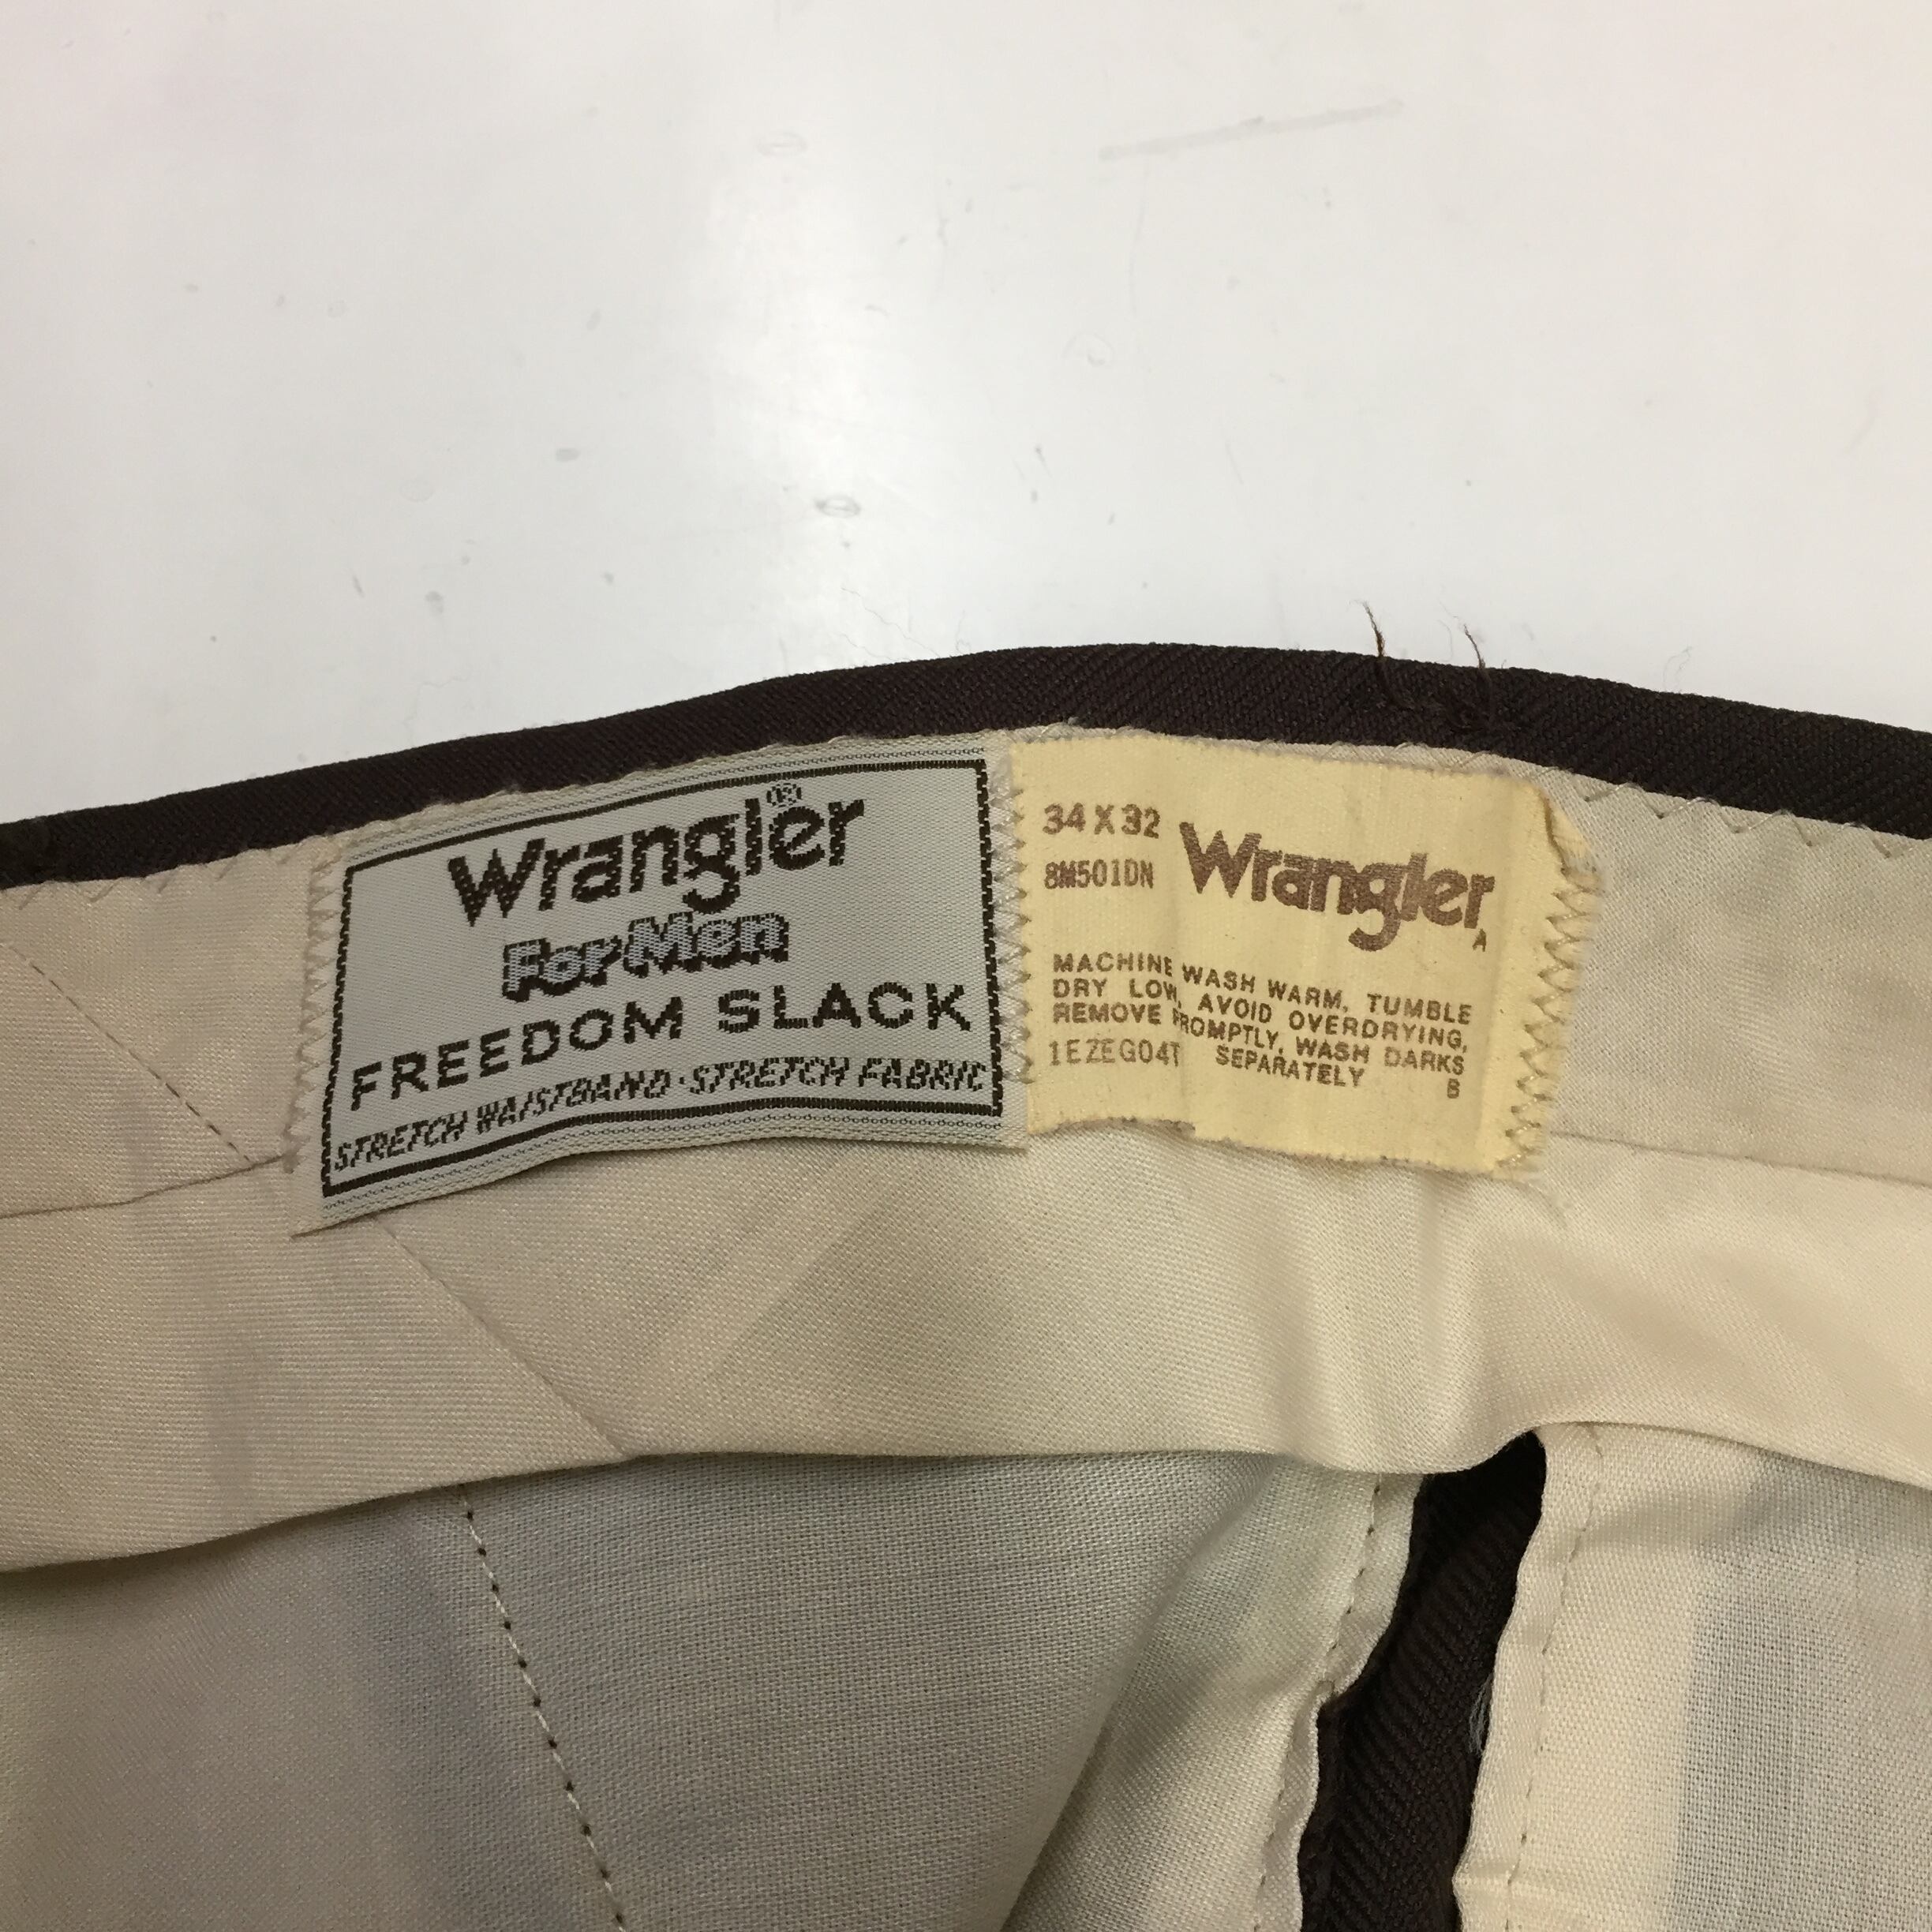 Wrangler®
For Men
FREEDOM SLACK
STRETCH WAISTBAND · STRETCH FABRIC
34 X 32
8M501DN
Wrangler
A
MACHINE WASH WARM, TUMBLE
DRY LOW, AVOID OVERDRYING,
REMOVE PROMPTLY, WASH DARKS
1EZEG04T SEPARATELY B